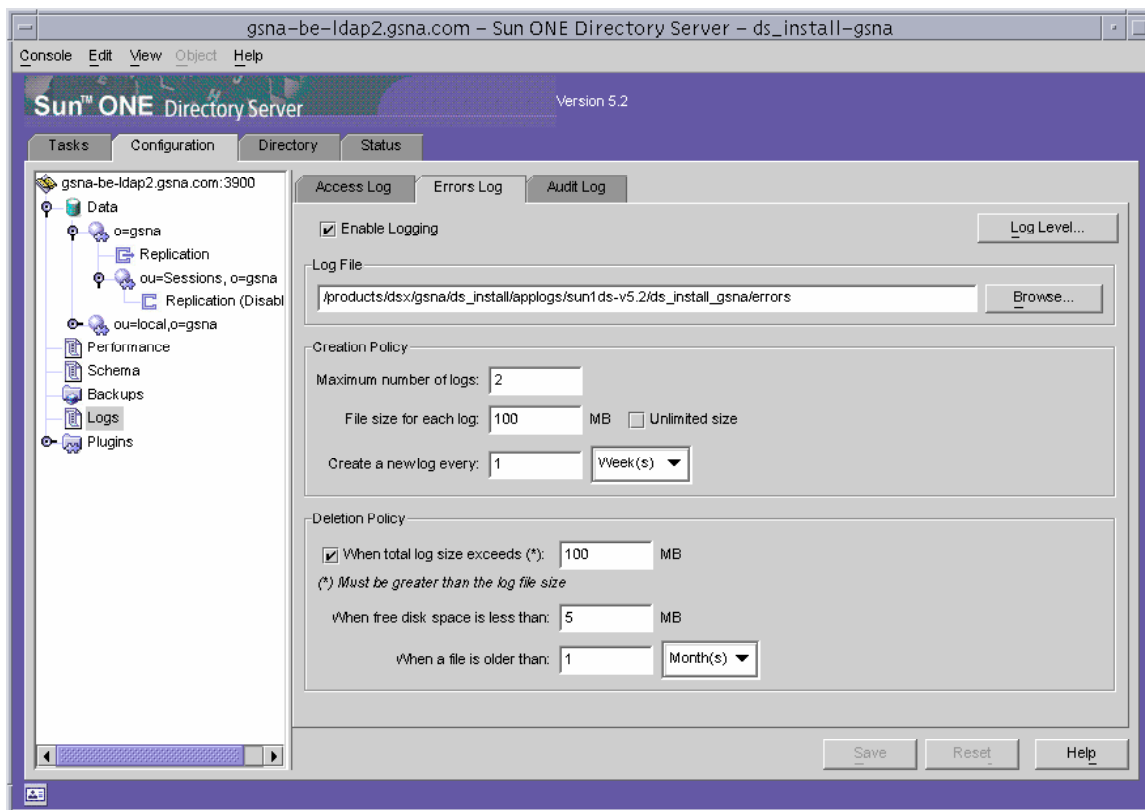 gsna-be-ldap2.gsna.com – Sun ONE Directory Server – ds_install-gsna
Console Edit View Object Help
Sun™ ONE Directory Server
Version 5.2
Tasks Configuration Directory Status
gsna-be-ldap2.gsna.com:3900
Data
o=gsna
Replication
ou=Sessions, o=gsna
Replication (Disabl
ou=local,o=gsna
Performance
Schema
Backups
Logs
Plugins
Access Log Errors Log Audit Log
Enable Logging
Log Level...
Log File
/products/dsx/gsna/ds_install/applogs/sun1ds-v5.2/ds_install_gsna/errors
Browse...
Creation Policy
Maximum number of logs: 2
File size for each log: 100 MB Unlimited size
Create a new log every: 1 Week(s)
Deletion Policy
When total log size exceeds (*): 100 MB
(*) Must be greater than the log file size
When free disk space is less than: 5 MB
When a file is older than: 1 Month(s)
Save Reset Help